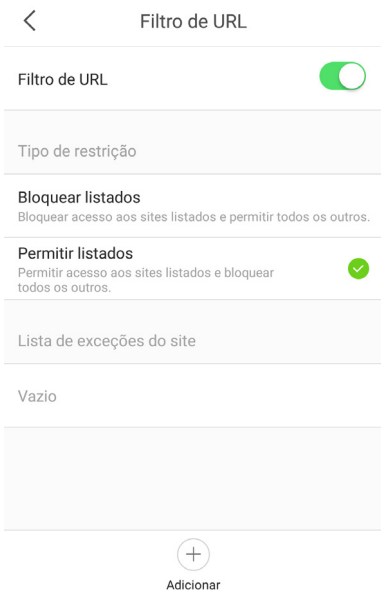 Filtro de URL
Filtro de URL
Tipo de restrição
Bloquear listados
Bloquear acesso aos sites listados e permitir todos os outros.
Permitir listados
Permitir acesso aos sites listados e bloquear
todos os outros.
Lista de exceções do site
Vazio
Adicionar